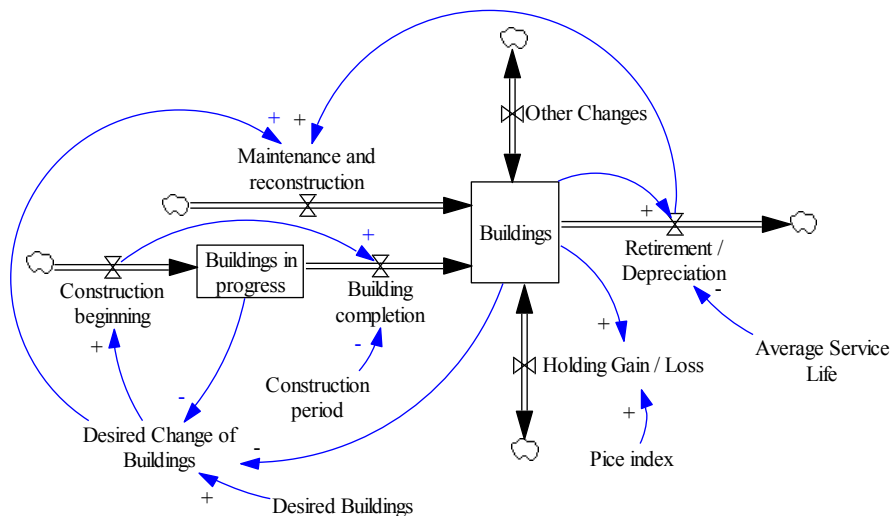 +
+
Other Changes
Maintenance and
reconstruction
Buildings
+
Retirement /
Depreciation
+
Buildings in
progress
Construction
beginning
Building
completion
-
+
+
-
Holding Gain / Loss
Average Service
Life
Construction
period
-
+
Desired Change of
Buildings
-
Pice index
+
Desired Buildings